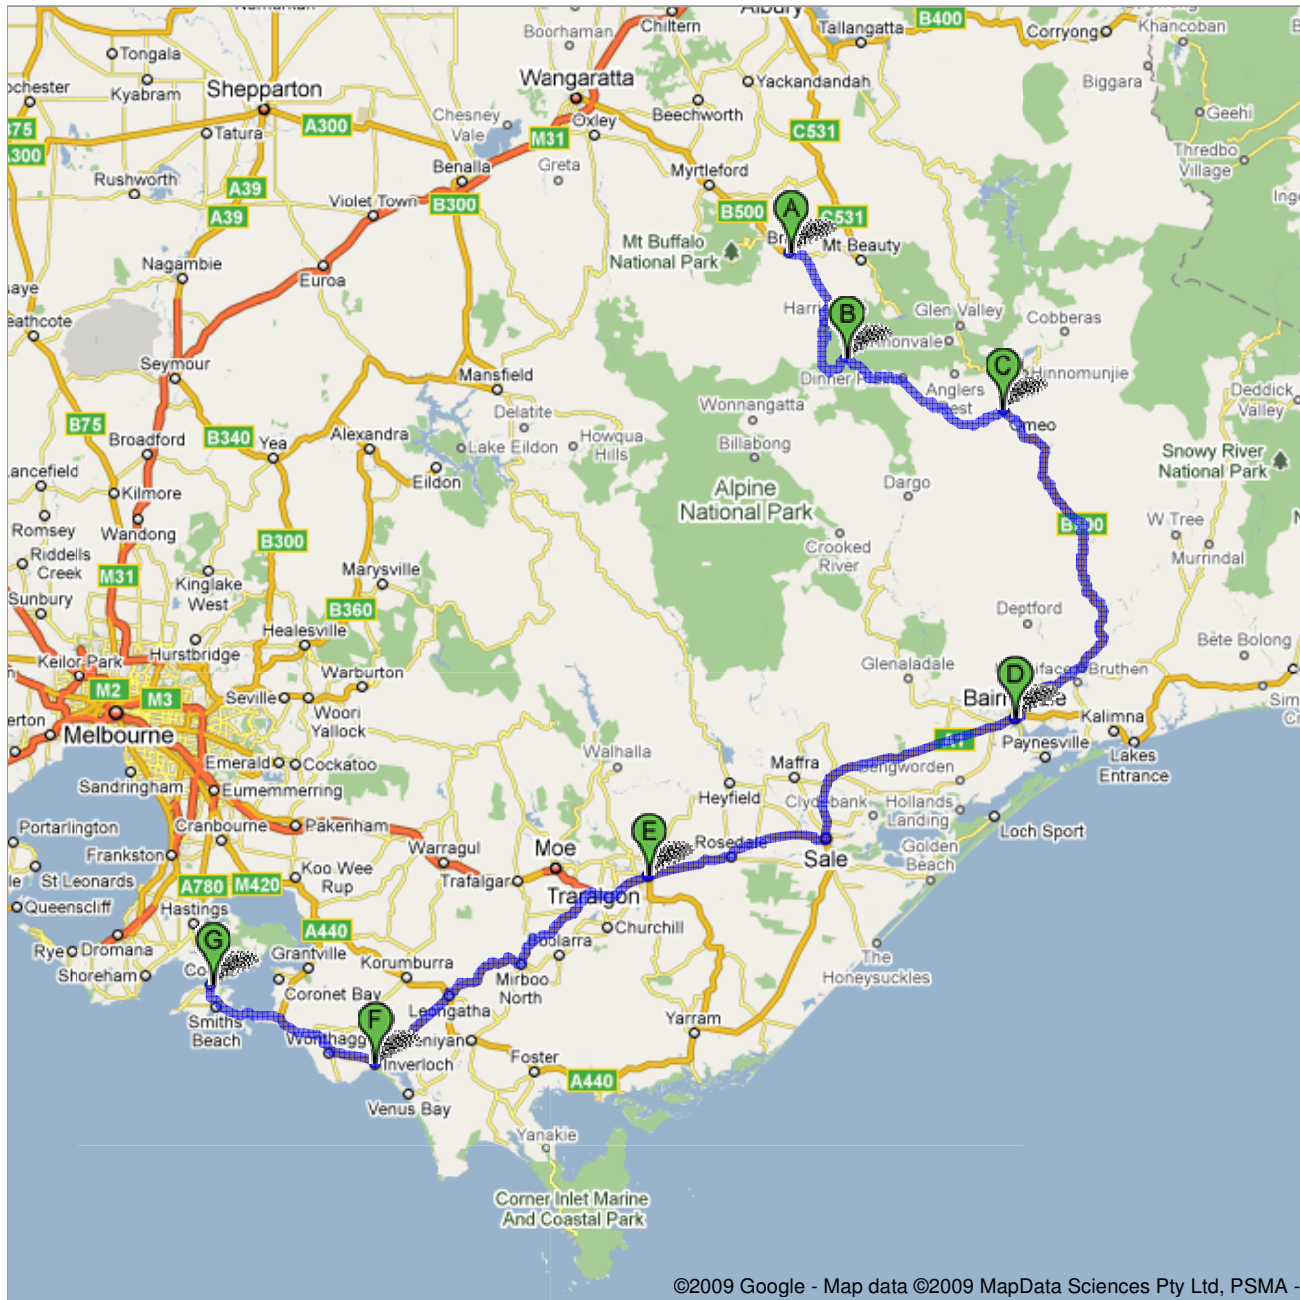 Albury
B400
Tallangatta
Corryong
Khancoban
Chiltern
Boorhaman
Tongala
Kyabram
Shepparton
Wangaratta
Yackandandah
Biggara
Geehi
Chesney
Vale
Oxley
Beechworth
A300
Tatura
M31
C531
A300
Thredbo
Village
Rushworth
Benalla
Greta
Myrtleford
A39
A39
Violet Town
B300
B500
A
C531
Mt Buffalo
National Park
Mt Beauty
Nagambie
Euroa
Glen Valley
Cobberas
B
Seymour
Mansfield
Dinner
C
Hinnomunjie
Anglers
Deddick
Valley
Delatite
Wonnangatta
B75
Broadford
B340
Yea
Alexandra
Lake Eildon
Howqua
Hills
Billabong
Snowy River
National Park
Kilmore
Eildon
Alpine
National Park
Dargo
Romsey
Wandong
Riddells
Creek
B300
Crooked
River
W Tree
Murrindal
M31
Kinglake
West
Marysville
Sunbury
B360
Deptford
Healesville
Hurstbridge
Keilor Park
Warburton
Glenaladale
Bruthen
Bete Bolong
M2
M3
Seville
Woori
Yallock
D
Melbourne
Kalimna
Paynesville
Lakes
Entrance
Emerald
Cockatoo
Walhalla
Maffra
Sandringham
Eumemmerring
Heyfield
Hollands
Landing
Loch Sport
Portarlington
Cranbourne
Pakenham
Warragul
Moe
E
Sale
Golden
Beach
Frankston
St Leonards
A780
M420
Koo Wee
Rup
Trafalgar
Traralgon
Queenscliff
Hastings
A440
Churchill
Rye
Dromana
G
Grantville
Korumburra
The
Honeysuckles
Shoreham
Coronet Bay
Mirboo
North
Smiths
Beach
Leongatha
F
Yarram
Inverloch
Foster
A440
Venus Bay
Yanakie
Corner Inlet Marine
And Coastal Park
©2009 Google - Map data ©2009 MapData Sciences Pty Ltd, PSMA -